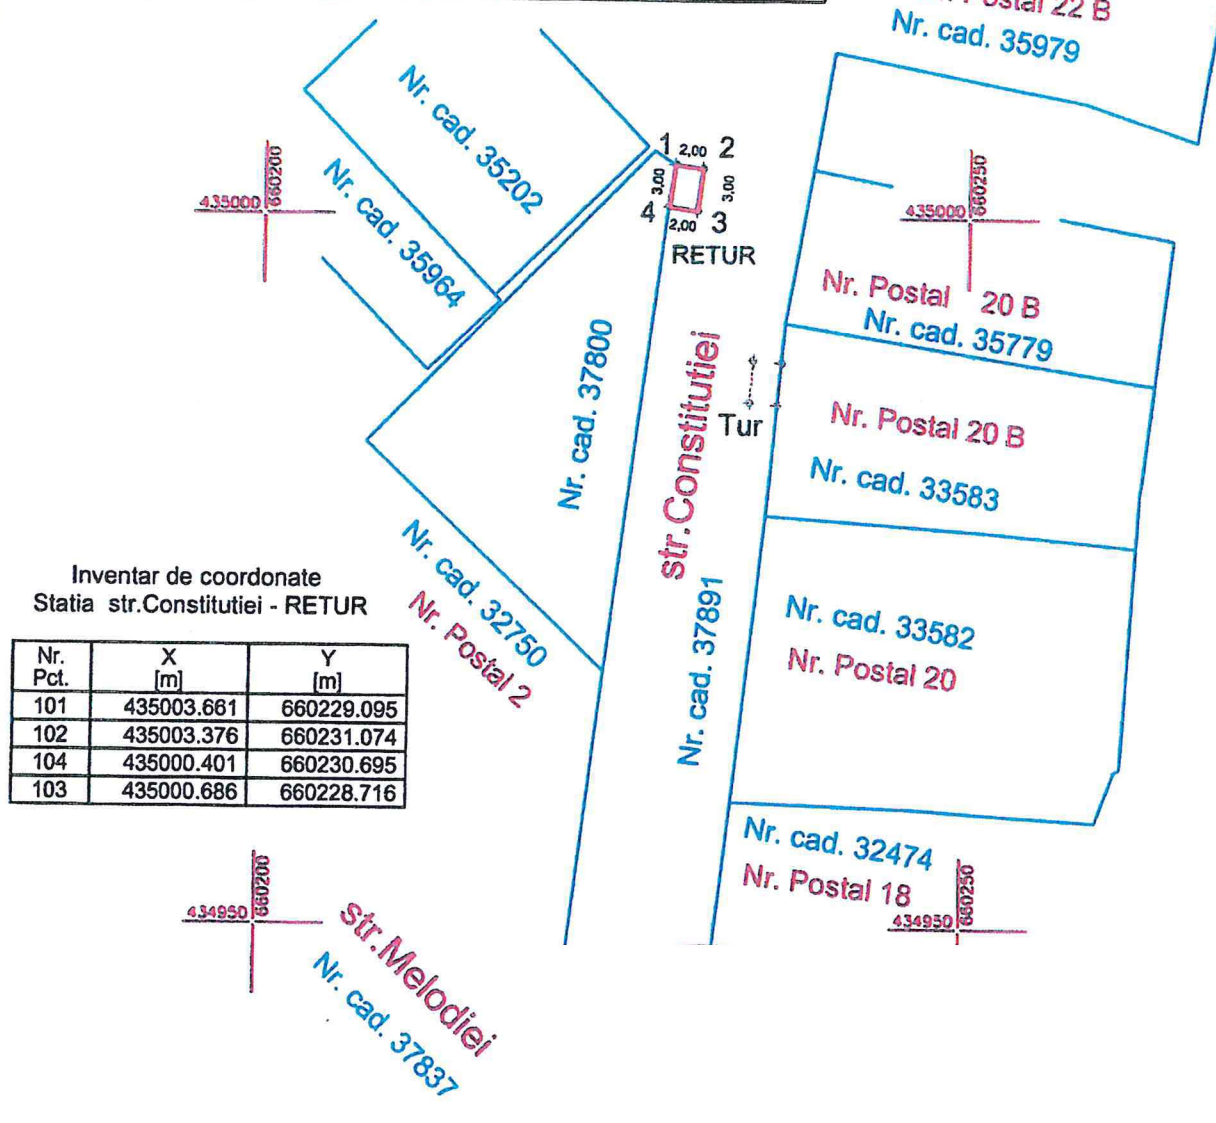 Postal 22 B
Nr. cad. 35979
Nr. cad. 35202
Nr. cad. 35964
435000
660200
1 2,00 2
3,00
3,00
4 2,00 3
RETUR
435000
660250
Nr. Postal 20 B
Nr. cad. 35779
Nr. cad. 37800
str.Constitutiei
Tur
Nr. Postal 20 B
Nr. cad. 33583
Nr. cad. 32750
Nr. Postal 2
Nr. cad. 37891
Nr. cad. 33582
Nr. Postal 20
Inventar de coordonate
Statia str.Constitutiei - RETUR
Nr. Pct. X [m] Y [m]
101 435003.661 660229.095
102 435003.376 660231.074
104 435000.401 660230.695
103 435000.686 660228.716
Nr. cad. 32474
Nr. Postal 18
434950
660200
434950
660250
str.Melodiei
Nr. cad. 37837